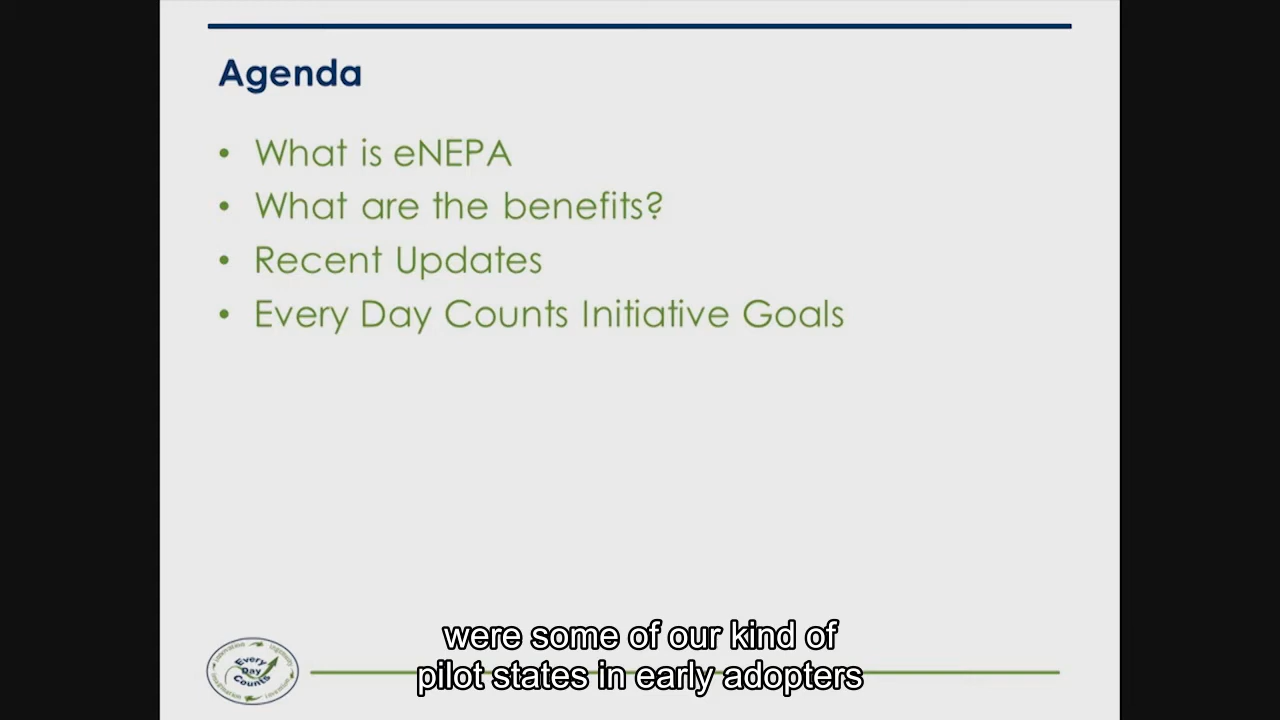 Agenda
• What is eNEPA
• What are the benefits?
• Recent Updates
• Every Day Counts Initiative Goals
were some of our kind of
pilot states in early adopters
Every
Day
Counts